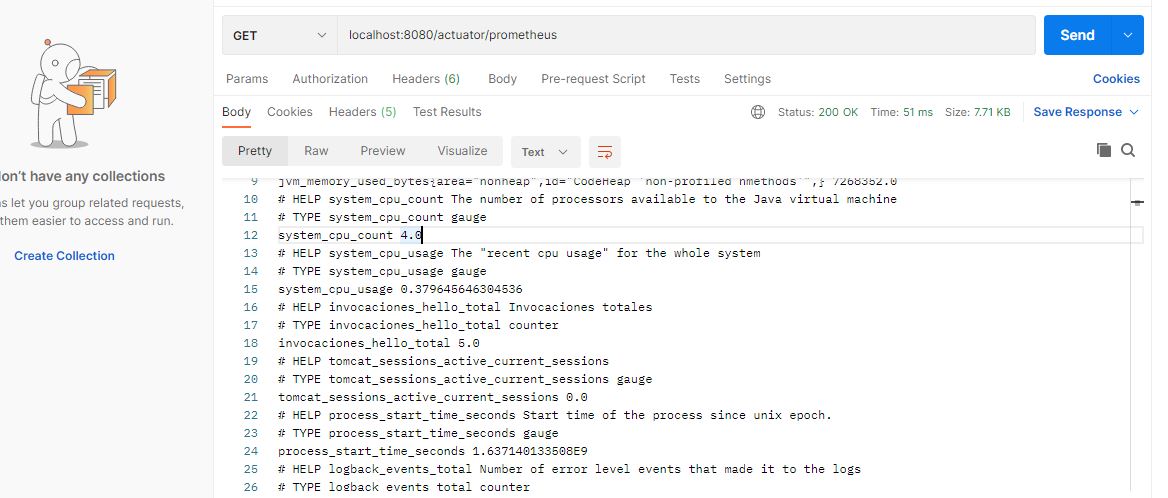 GET
localhost:8080/actuator/prometheus
Send
Params Authorization Headers (6) Body Pre-request Script Tests Settings Cookies
Body Cookies Headers (5) Test Results Status: 200 OK Time: 51 ms Size: 7.71 KB Save Response
Pretty Raw Preview Visualize Text
on't have any collections
s let you group related requests,
them easier to access and run.
Create Collection
9 jvm_memory_used_bytes{area="nonheap",id="CodeHeap 'non-profiled nmethods'",} 7268352.0
10 # HELP system_cpu_count The number of processors available to the Java virtual machine
11 # TYPE system_cpu_count gauge
12 system_cpu_count 4.0
13 # HELP system_cpu_usage The "recent cpu usage" for the whole system
14 # TYPE system_cpu_usage gauge
15 system_cpu_usage 0.379645646304536
16 # HELP invocaciones_hello_total Invocaciones totales
17 # TYPE invocaciones_hello_total counter
18 invocaciones_hello_total 5.0
19 # HELP tomcat_sessions_active_current_sessions
20 # TYPE tomcat_sessions_active_current_sessions gauge
21 tomcat_sessions_active_current_sessions 0.0
22 # HELP process_start_time_seconds Start time of the process since unix epoch.
23 # TYPE process_start_time_seconds gauge
24 process_start_time_seconds 1.637140133508E9
25 # HELP logback_events_total Number of error level events that made it to the logs
26 # TYPE logback_events_total counter